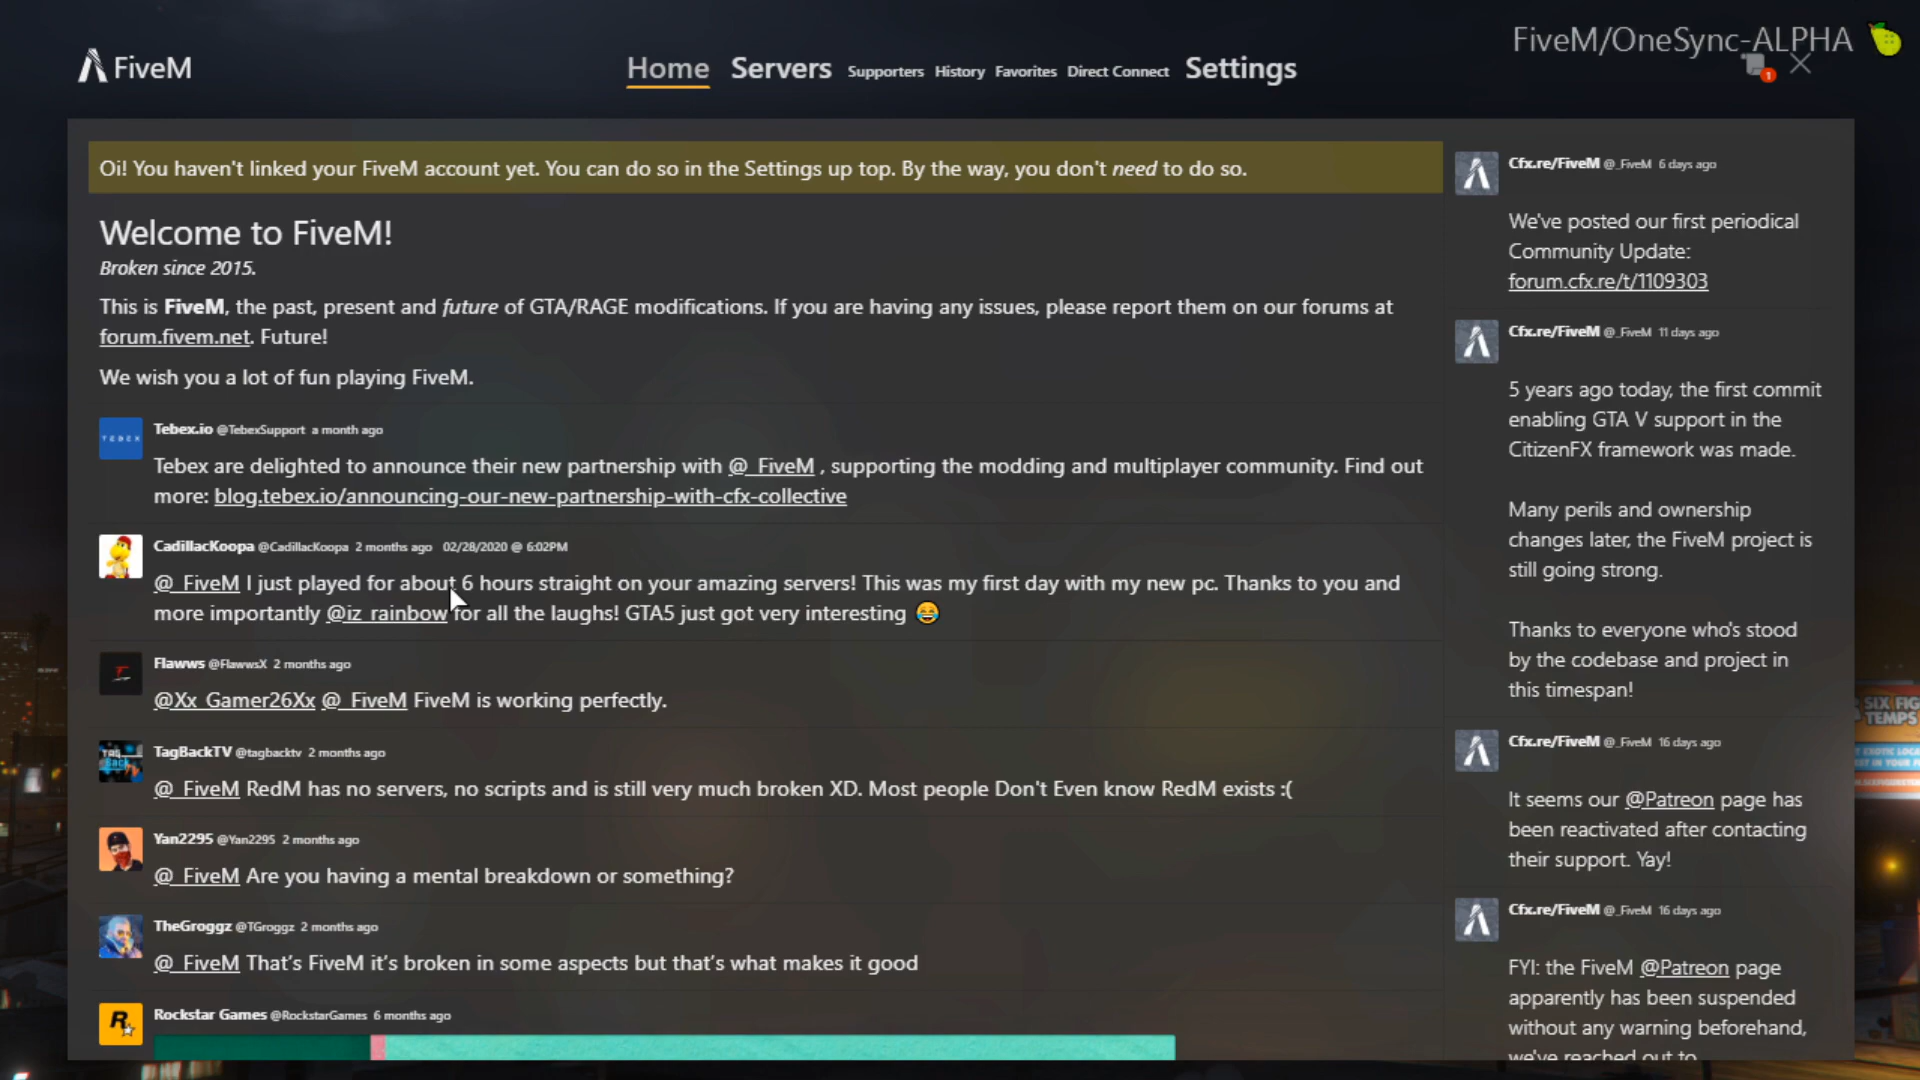 FiveM/OneSync-ALPHA
FiveM
Home Servers Supporters History Favorites Direct Connect Settings
1
Oi! You haven't linked your FiveM account yet. You can do so in the Settings up top. By the way, you don't need to do so.
Welcome to FiveM!
Broken since 2015.
This is FiveM, the past, present and future of GTA/RAGE modifications. If you are having any issues, please report them on our forums at
forum.fivem.net. Future!
We wish you a lot of fun playing FiveM.
TEBEX
Tebex.io @TebexSupport a month ago
Tebex are delighted to announce their new partnership with @_FiveM , supporting the modding and multiplayer community. Find out
more: blog.tebex.io/announcing-our-new-partnership-with-cfx-collective
CadillacKoopa @CadillacKoopa 2 months ago 02/28/2020 @ 6:02PM
@_FiveM I just played for about 6 hours straight on your amazing servers! This was my first day with my new pc. Thanks to you and
more importantly @iz_rainbow for all the laughs! GTA5 just got very interesting 😂
Flawws @FlawwsX 2 months ago
@Xx_Gamer26Xx @_FiveM FiveM is working perfectly.
TagBackTV @tagbacktv 2 months ago
@_FiveM RedM has no servers, no scripts and is still very much broken XD. Most people Don't Even know RedM exists :(
Yan2295 @Yan2295 2 months ago
@_FiveM Are you having a mental breakdown or something?
TheGroggz @TGroggz 2 months ago
@_FiveM That's FiveM it's broken in some aspects but that's what makes it good
Rockstar Games @RockstarGames 6 months ago
Cfx.re/FiveM @_FiveM 6 days ago
We've posted our first periodical
Community Update:
forum.cfx.re/t/1109303
Cfx.re/FiveM @_FiveM 11 days ago
5 years ago today, the first commit
enabling GTA V support in the
CitizenFX framework was made.
Many perils and ownership
changes later, the FiveM project is
still going strong.
Thanks to everyone who's stood
by the codebase and project in
this timespan!
Cfx.re/FiveM @_FiveM 16 days ago
It seems our @Patreon page has
been reactivated after contacting
their support. Yay!
Cfx.re/FiveM @_FiveM 16 days ago
FYI: the FiveM @Patreon page
apparently has been suspended
without any warning beforehand,
we've reached out to
SIX FIG
TEMPS